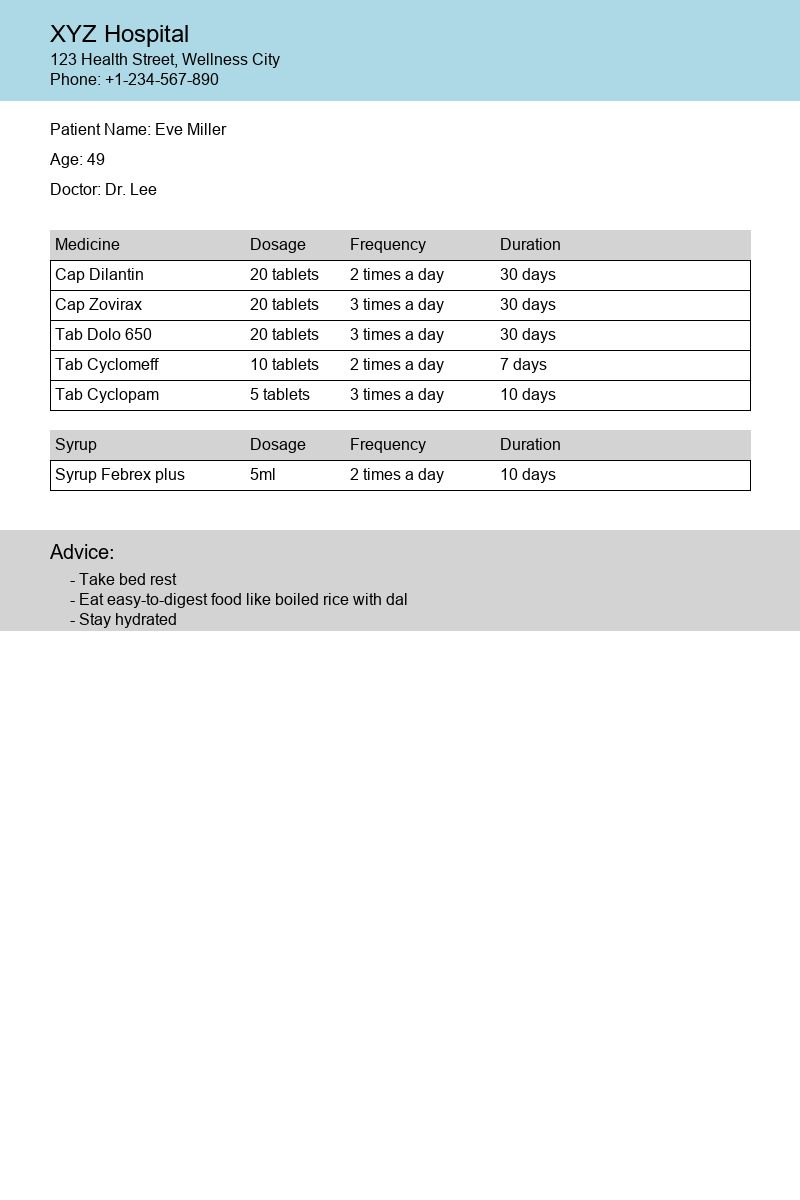 XYZ Hospital
123 Health Street, Wellness City
Phone: +1-234-567-890
Patient Name: Eve Miller
Age: 49
Doctor: Dr. Lee
Medicine Dosage Frequency Duration
Cap Dilantin 20 tablets 2 times a day 30 days
Cap Zovirax 20 tablets 3 times a day 30 days
Tab Dolo 650 20 tablets 3 times a day 30 days
Tab Cyclomeff 10 tablets 2 times a day 7 days
Tab Cyclopam 5 tablets 3 times a day 10 days
Syrup Dosage Frequency Duration
Syrup Febrex plus 5ml 2 times a day 10 days
Advice:
- Take bed rest
- Eat easy-to-digest food like boiled rice with dal
- Stay hydrated